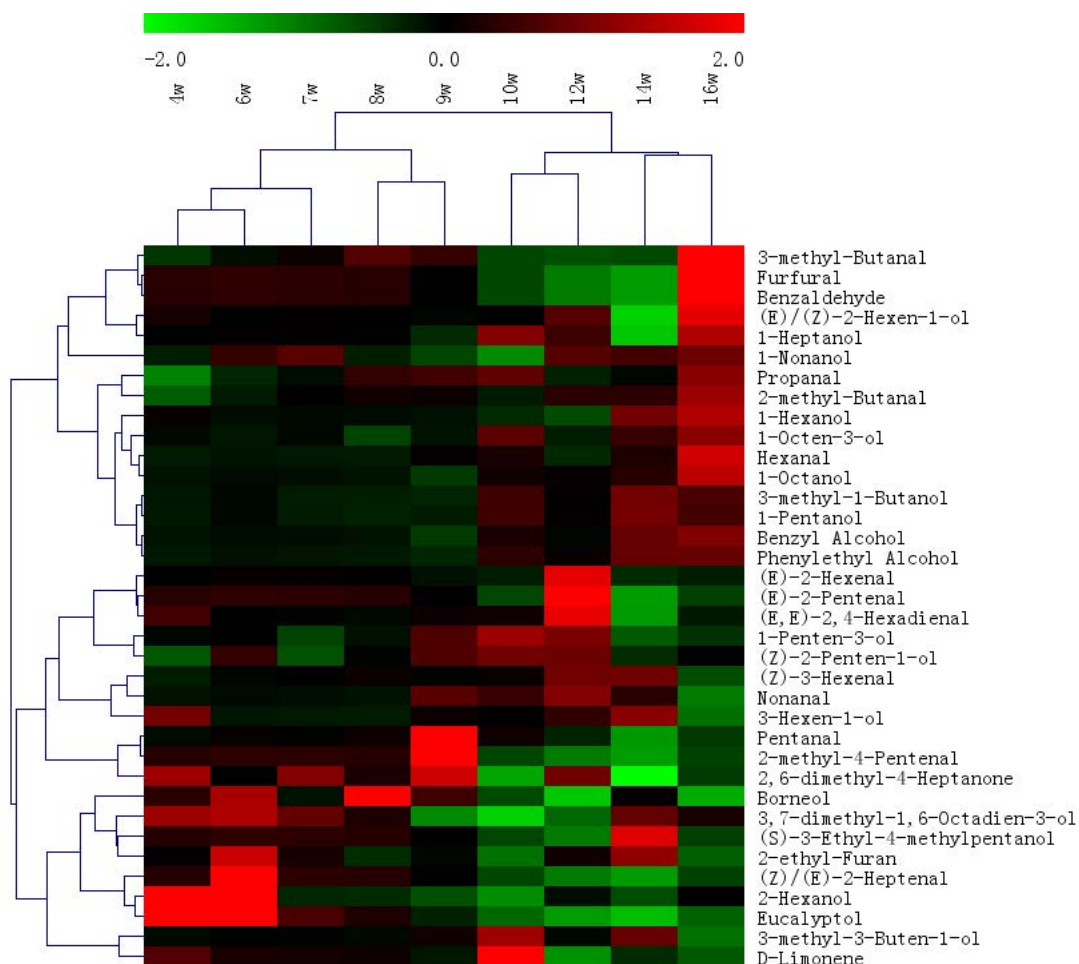 -2.0 0.0 2.0
4w 6w 7w 8w 9w 10w 12w 14w 16w
3-methyl-Butanal
Furfural
Benzaldehyde
(E)/(Z)-2-Hexen-1-ol
1-Heptanol
1-Nonanol
Propanal
2-methyl-Butanal
1-Hexanol
1-Octen-3-ol
Hexanal
1-Octanol
3-methyl-1-Butanol
1-Pentanol
Benzyl Alcohol
Phenylethyl Alcohol
(E)-2-Hexenal
(E)-2-Pentenal
(E,E)-2,4-Hexadienal
1-Penten-3-ol
(Z)-2-Penten-1-ol
(Z)-3-Hexenal
Nonanal
3-Hexen-1-ol
Pentanal
2-methyl-4-Pentenal
2,6-dimethyl-4-Heptanone
Borneol
3,7-dimethyl-1,6-Octadien-3-ol
(S)-3-Ethyl-4-methylpentanol
2-ethyl-Furan
(Z)/(E)-2-Heptenal
2-Hexanol
Eucalyptol
3-methyl-3-Buten-1-ol
D-Limonene